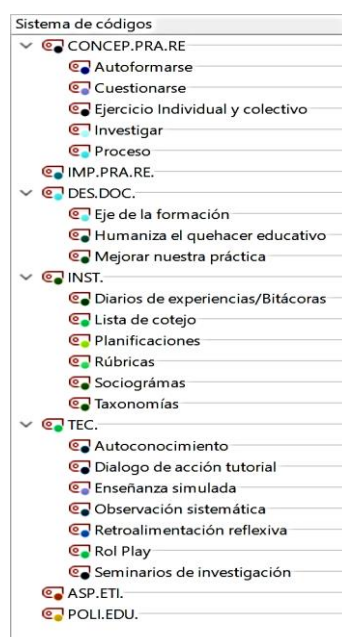 Sistema de códigos
CONCEP.PRA.RE
Autoformarse
Cuestionarse
Ejercicio Individual y colectivo
Investigar
Proceso
IMP.PRA.RE.
DES.DOC.
Eje de la formación
Humaniza el quehacer educativo
Mejorar nuestra práctica
INST.
Diarios de experiencias/Bitácoras
Lista de cotejo
Planificaciones
Rúbricas
Sociográmas
Taxonomías
TEC.
Autoconocimiento
Dialogo de acción tutorial
Enseñanza simulada
Observación sistemática
Retroalimentación reflexiva
Rol Play
Seminarios de investigación
ASP.ETI.
POLI.EDU.